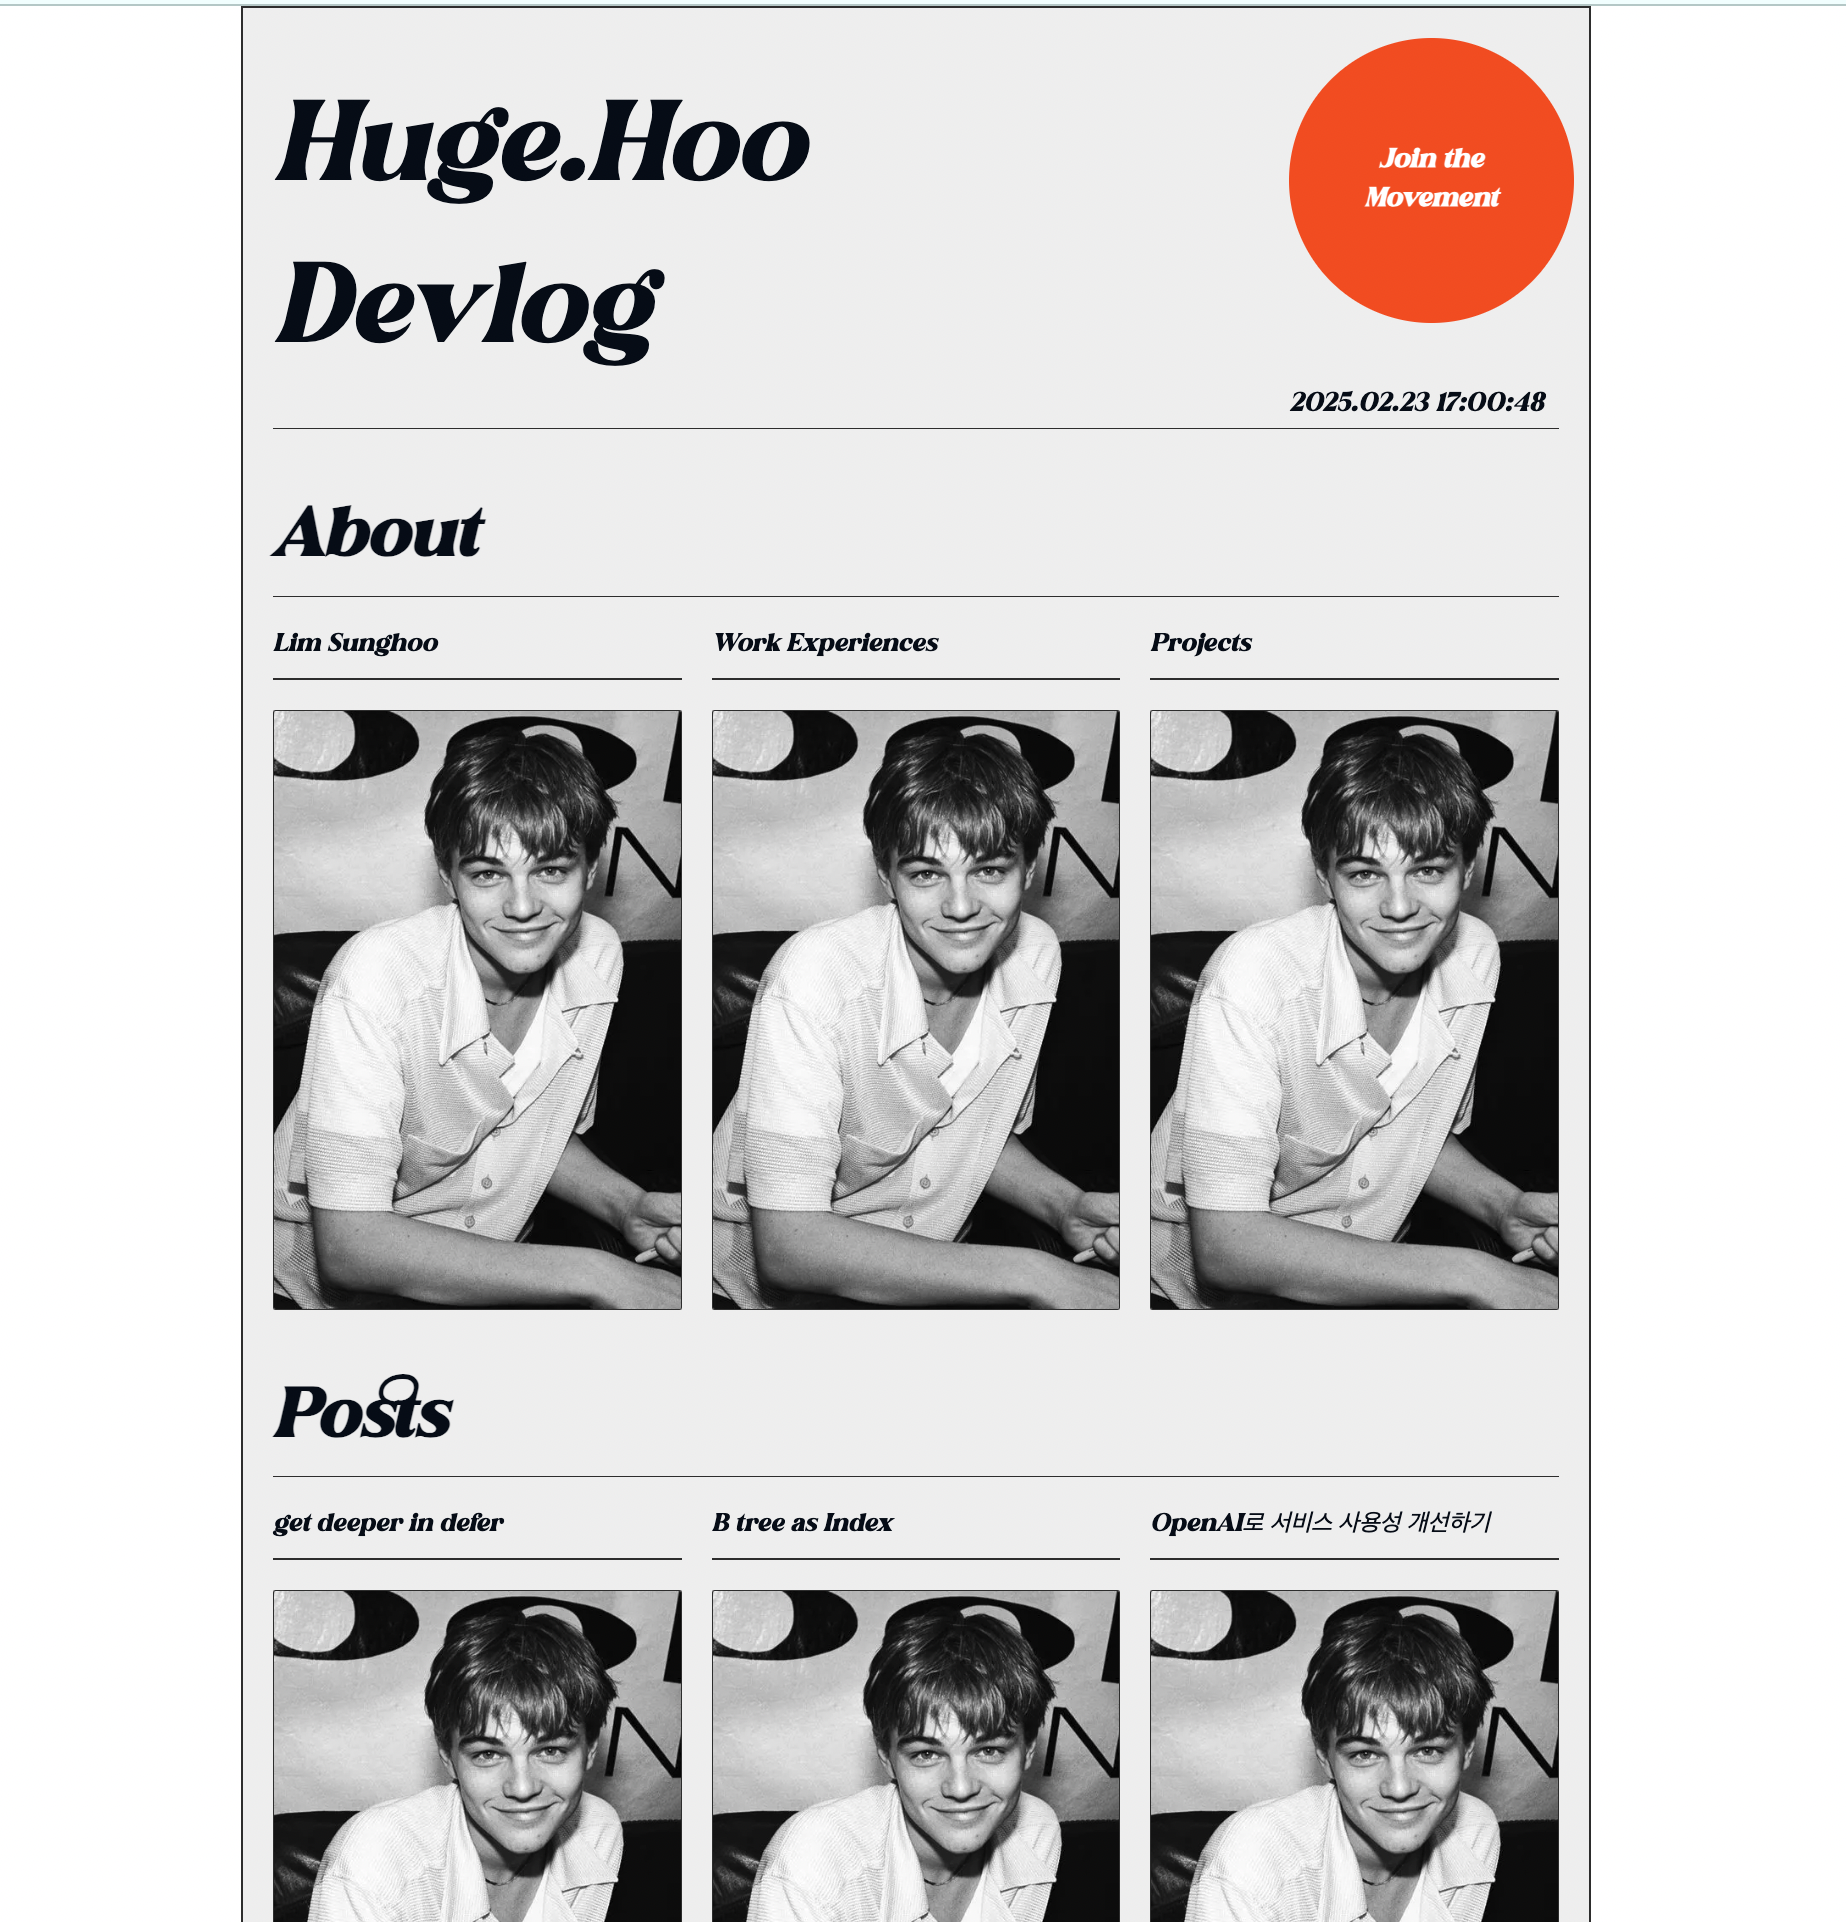 Huge.Hoo
Devlog
Join the
Movement
2025.02.23 17:00:48
About
Lim Sunghoo
Work Experiences
Projects
Posts
get deeper in defer
B tree as Index
OpenAI로 서비스 사용성 개선하기